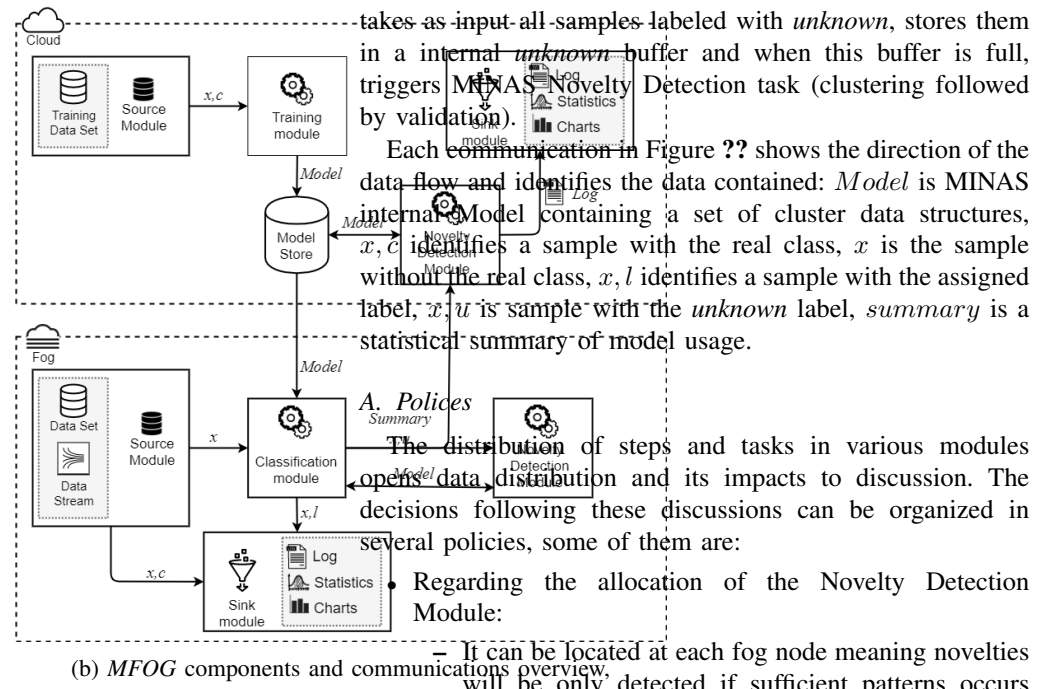 Cloud
Training
Data Set
Source
Module
x,c
Training
module
Model
Model
Store
Model
Novelty
Detection
Module
Log
Sink
module
Log
Statistics
Charts
Fog
Model
Data Set
Data
Stream
Source
Module
x
Classification
module
Summary
Model
Novelty
Detection
Module
x,l
x,c
Sink
module
Log
Statistics
Charts
(b) MFOG components and communications overview,
takes as input all samples labeled with unknown, stores them
in a internal unknown buffer and when this buffer is full,
triggers MINAS Novelty Detection task (clustering followed
by validation).
Each communication in Figure ?? shows the direction of the
data flow and identifies the data contained: Model is MINAS
internal Model containing a set of cluster data structures,
x, c identifies a sample with the real class, x is the sample
without the real class, x, l identifies a sample with the assigned
label, x, u is sample with the unknown label, summary is a
statistical summary of model usage.
A. Polices
The distribution of steps and tasks in various modules
opens data distribution and its impacts to discussion. The
decisions following these discussions can be organized in
several policies, some of them are:
• Regarding the allocation of the Novelty Detection
Module:
– It can be located at each fog node meaning novelties
will be only detected if sufficient patterns occurs